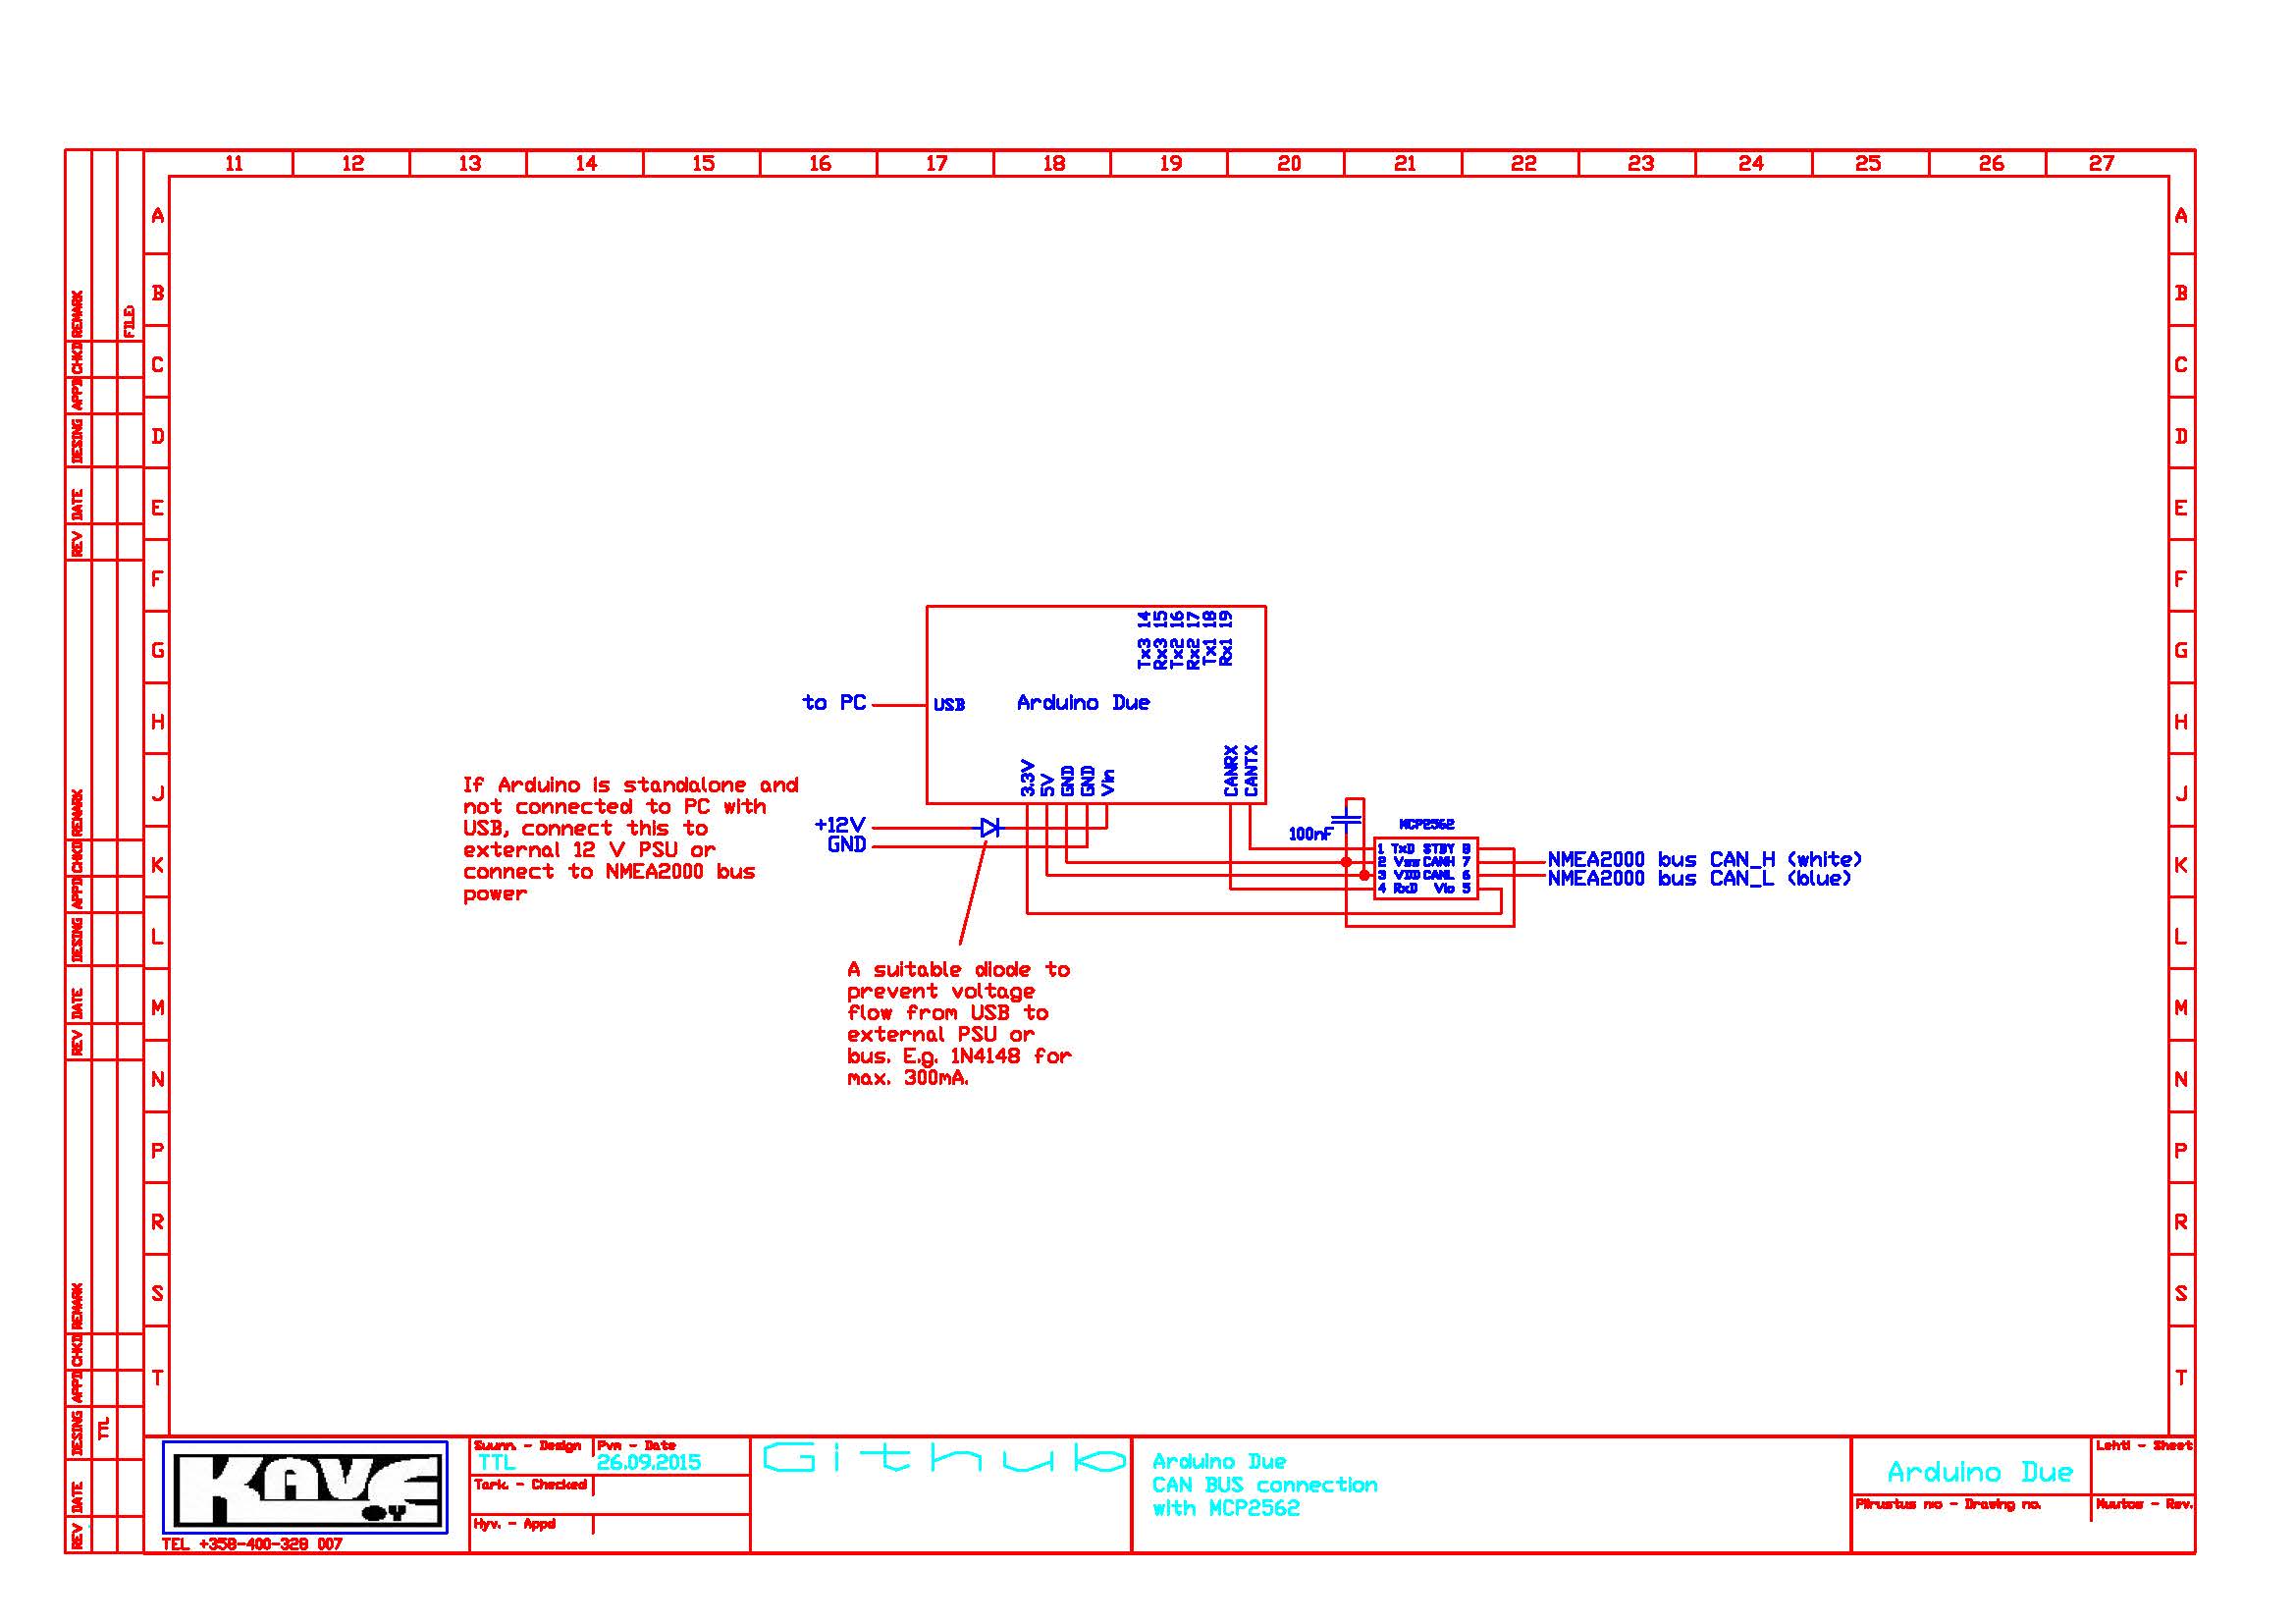 11 12 13 14 15 16 17 18 19 20 21 22 23 24 25 26 27
A A
B B
C C
D D
E E
F F
G G
H H
J J
K K
L L
M M
N N
P P
R R
S S
T T
REV DATE DESING APPD CHKD REMARK
FILE:
REV DATE DESING APPD CHKD REMARK
REV DATE DESING APPD CHKD REMARK
TTL
Tx3 14
Rx3 15
Tx2 16
Rx2 17
Tx1 18
Rx1 19
to PC
USB
Arduino Due
3.3V
5V
GND
GND
Vin
CANRX
CANTX
If Arduino is standalone and
not connected to PC with
USB, connect this to
external 12 V PSU or
connect to NMEA2000 bus
power
+12V
GND
100nF
MCP2562
1 TxD STBY 8
2 Vss CANH 7
3 VDD CANL 6
4 RxD Vio 5
NMEA2000 bus CAN_H (white)
NMEA2000 bus CAN_L (blue)
A suitable diode to
prevent voltage
flow from USB to
external PSU or
bus. E.g. 1N4148 for
max. 300mA.
KAVE OY
TEL +358-400-328 007
Suunn. - Design
TTL
Pvm - Date
26.09.2015
Tark. - Checked
Hyv. - Appd
Github
Arduino Due
CAN BUS connection
with MCP2562
Arduino Due
Lehti - Sheet
Piirustus no - Drawing no.
Muutos - Rev.